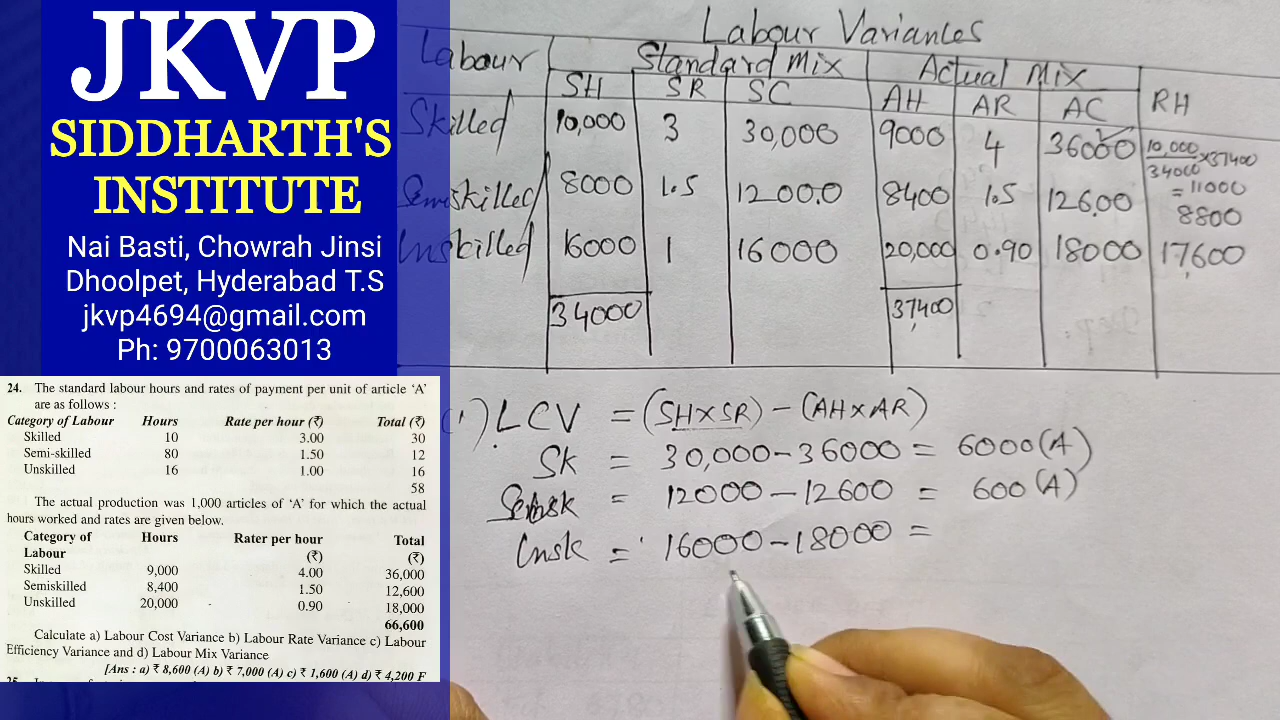 JKVP
SIDDHARTH'S
INSTITUTE
Nai Basti, Chowrah Jinsi
Dhoolpet, Hyderabad T.S
jkvp4694@gmail.com
Ph: 9700063013
24. The standard labour hours and rates of payment per unit of article 'A'
are as follows :
Category of Labour Hours Rate per hour (₹) Total (₹)
Skilled 10 3.00 30
Semi-skilled 80 1.50 12
Unskilled 16 1.00 16
58
The actual production was 1,000 articles of 'A' for which the actual
hours worked and rates are given below.
Category of Hours Rater per hour Total
Labour (₹) (₹)
Skilled 9,000 4.00 36,000
Semiskilled 8,400 1.50 12,600
Unskilled 20,000 0.90 18,000
66,600
Calculate a) Labour Cost Variance b) Labour Rate Variance c) Labour
Efficiency Variance and d) Labour Mix Variance
[Ans : a) ₹ 8,600 (A) b) ₹ 7,000 (A) c) ₹ 1,600 (A) d) ₹ 4,200 F
Labour Variances
Labour Standard Mix Actual Mix
SH SR SC AH AR AC RH
Skilled 10,000 3 30,000 9000 4 36000 10,000/34000 x37400
=11000
Semiskilled 8000 1.5 12000 8400 1.5 12600 8800
Unskilled 16000 1 16000 20,000 0.90 18000 17,600
34000 37,400
(1) LCV = (SH×SR) - (AH×AR)
SK = 30,000-36000 = 6000(A)
Semisk = 12000-12600 = 600(A)
Unsk = 16000-18000 =